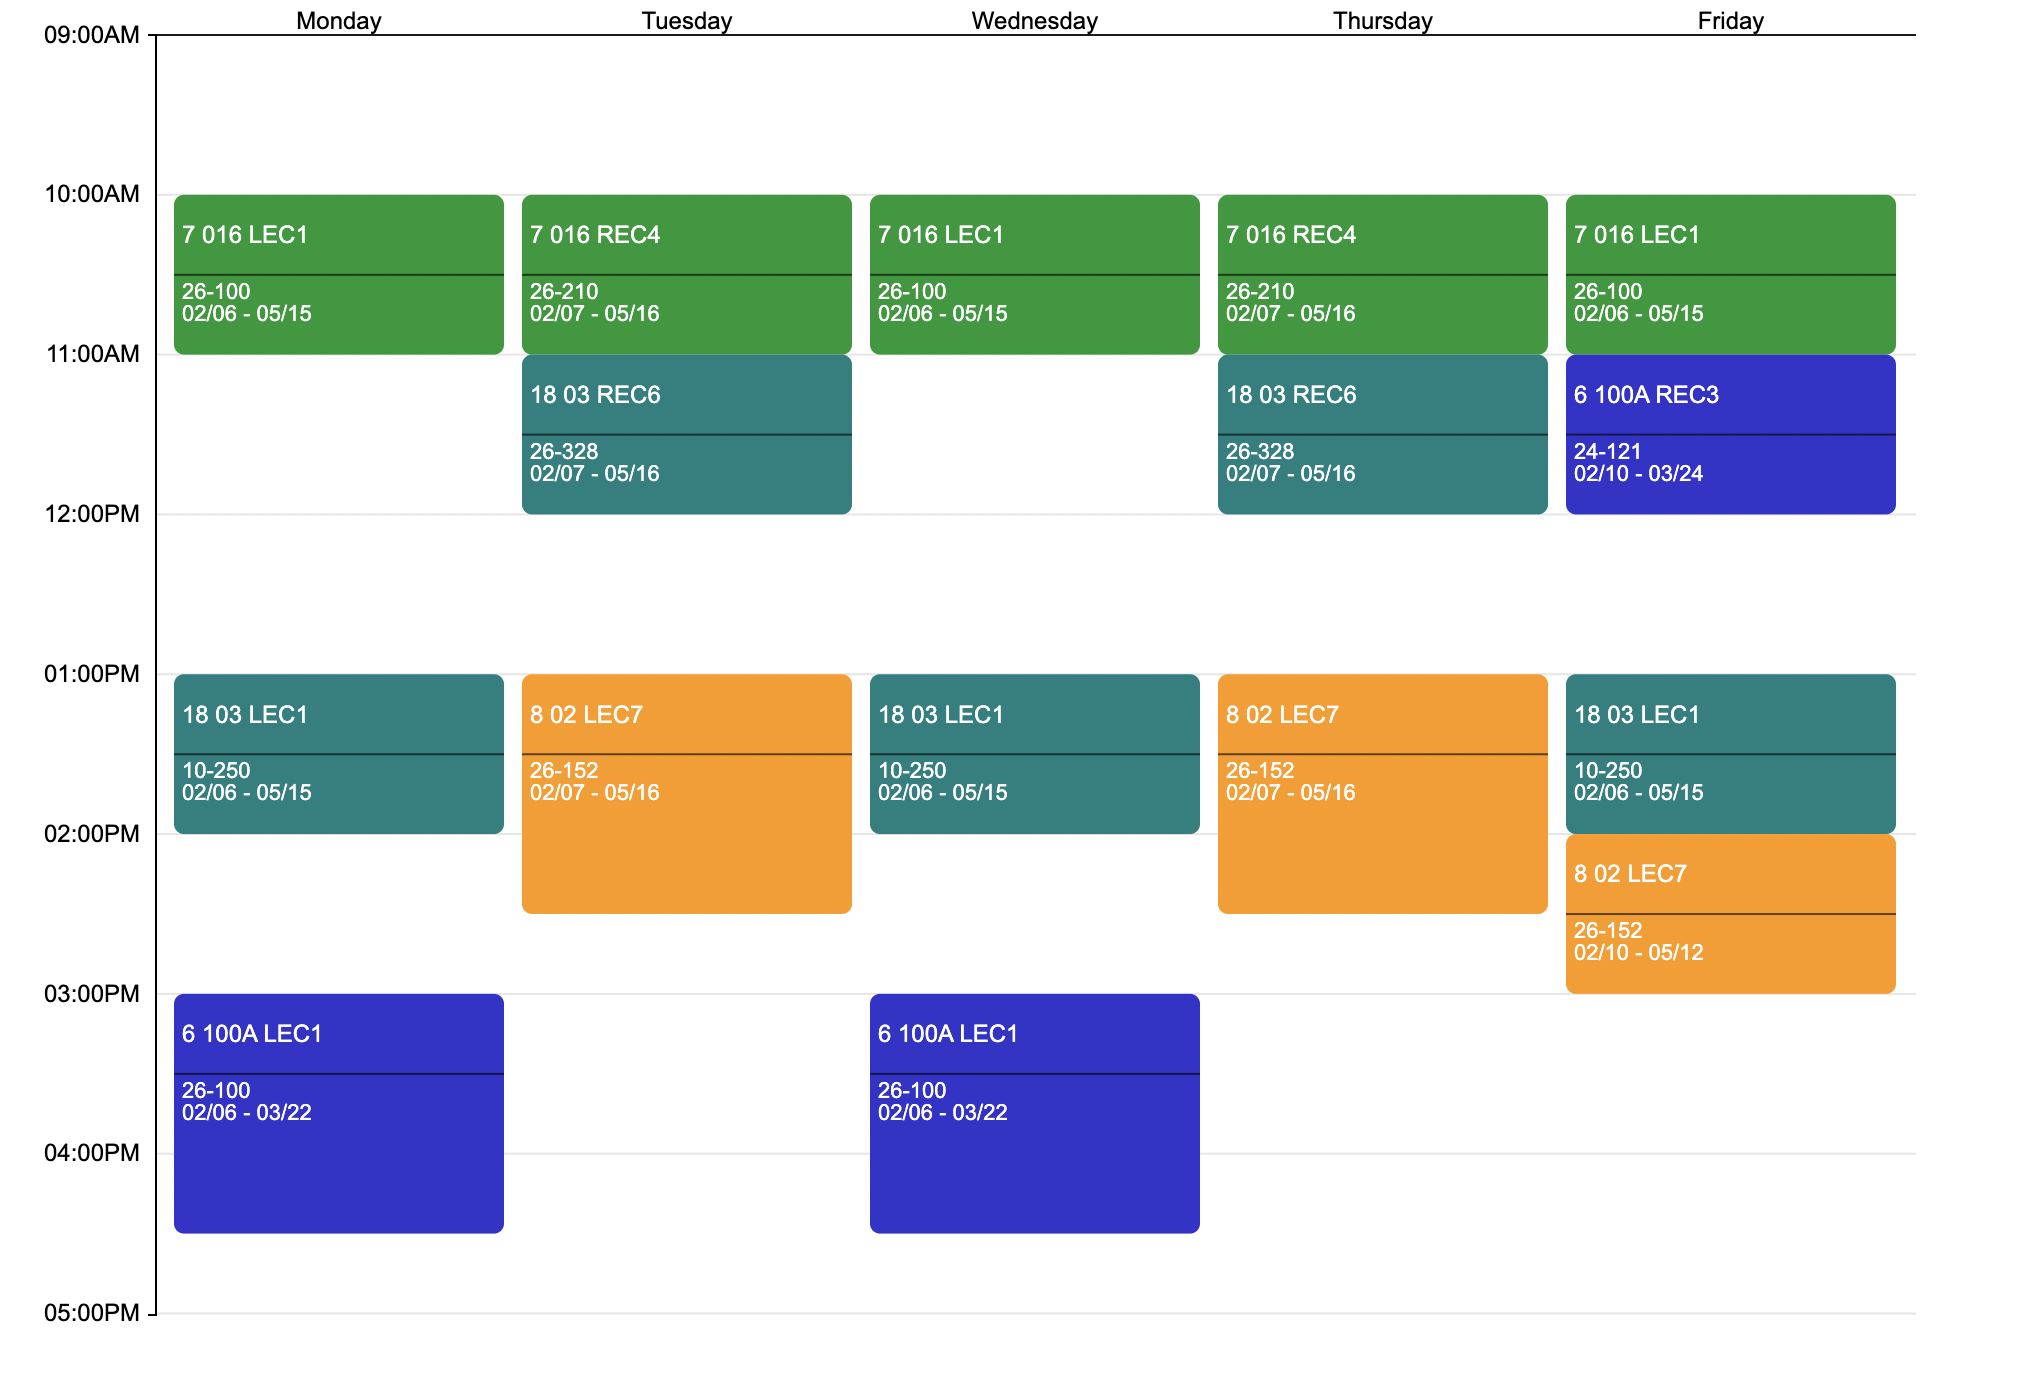 Monday
Tuesday
Wednesday
Thursday
Friday
09:00AM
10:00AM
7 016 LEC1
26-100
02/06 - 05/15
7 016 REC4
26-210
02/07 - 05/16
7 016 LEC1
26-100
02/06 - 05/15
7 016 REC4
26-210
02/07 - 05/16
7 016 LEC1
26-100
02/06 - 05/15
11:00AM
18 03 REC6
26-328
02/07 - 05/16
18 03 REC6
26-328
02/07 - 05/16
6 100A REC3
24-121
02/10 - 03/24
12:00PM
01:00PM
18 03 LEC1
10-250
02/06 - 05/15
8 02 LEC7
26-152
02/07 - 05/16
18 03 LEC1
10-250
02/06 - 05/15
8 02 LEC7
26-152
02/07 - 05/16
18 03 LEC1
10-250
02/06 - 05/15
02:00PM
8 02 LEC7
26-152
02/10 - 05/12
03:00PM
6 100A LEC1
26-100
02/06 - 03/22
6 100A LEC1
26-100
02/06 - 03/22
04:00PM
05:00PM